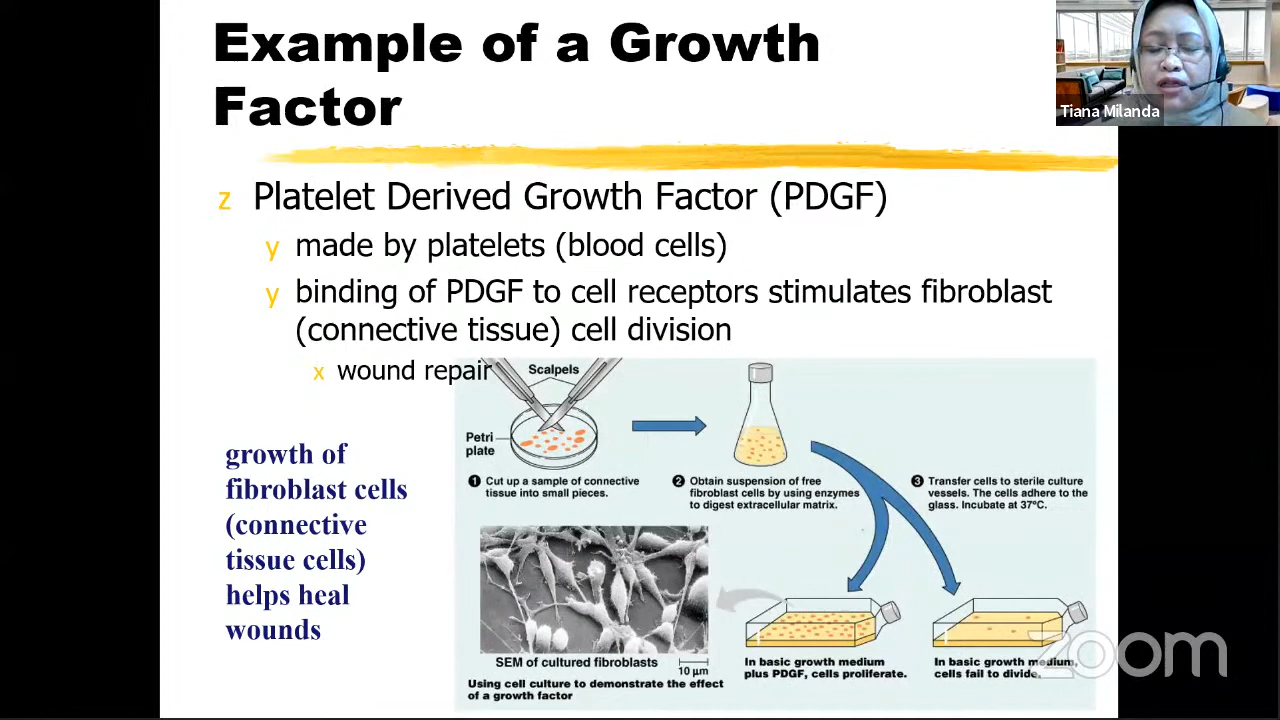 Example of a Growth
Factor
Tiana Milanda
z Platelet Derived Growth Factor (PDGF)
y made by platelets (blood cells)
y binding of PDGF to cell receptors stimulates fibroblast
(connective tissue) cell division
x wound repair
growth of
fibroblast cells
(connective
tissue cells)
helps heal
wounds
Scalpels
Petri
plate
1 Cut up a sample of connective
tissue into small pieces.
2 Obtain suspension of free
fibroblast cells by using enzymes
to digest extracellular matrix.
3 Transfer cells to sterile culture
vessels. The cells adhere to the
glass. Incubate at 37ºC.
SEM of cultured fibroblasts
10 µm
Using cell culture to demonstrate the effect
of a growth factor
In basic growth medium
plus PDGF, cells proliferate.
In basic growth medium,
cells fail to divide.
zoom